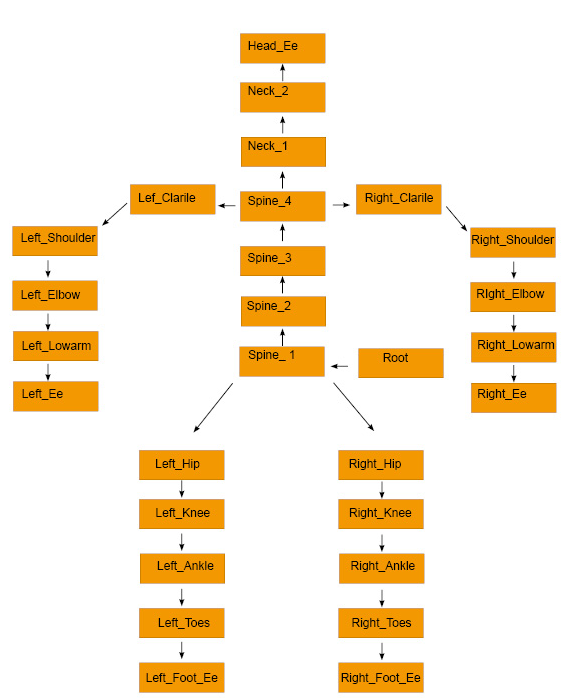 Head_Ee
Neck_2
Neck_1
Lef_Clarile
Spine_4
Right_Clarile
Left_Shoulder
Right_Shoulder
Spine_3
Left_Elbow
RIght_Elbow
Spine_2
Left_Lowarm
Right_Lowarm
Spine_ 1
Root
Left_Ee
Right_Ee
Left_Hip
Right_Hip
Left_Knee
Right_Knee
Left_Ankle
Right_Ankle
Left_Toes
Right_Toes
Left_Foot_Ee
Right_Foot_Ee